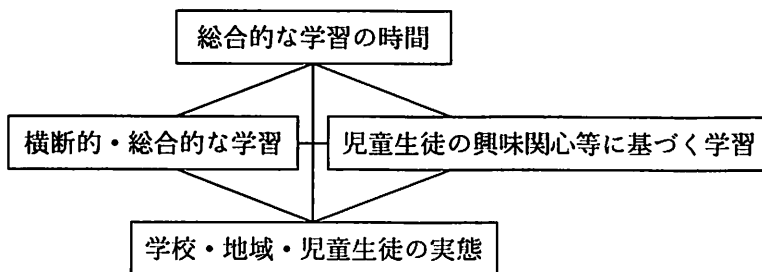 総合的な学習の時間
横断的・総合的な学習
児童生徒の興味関心等に基づく学習
学校・地域・児童生徒の実態